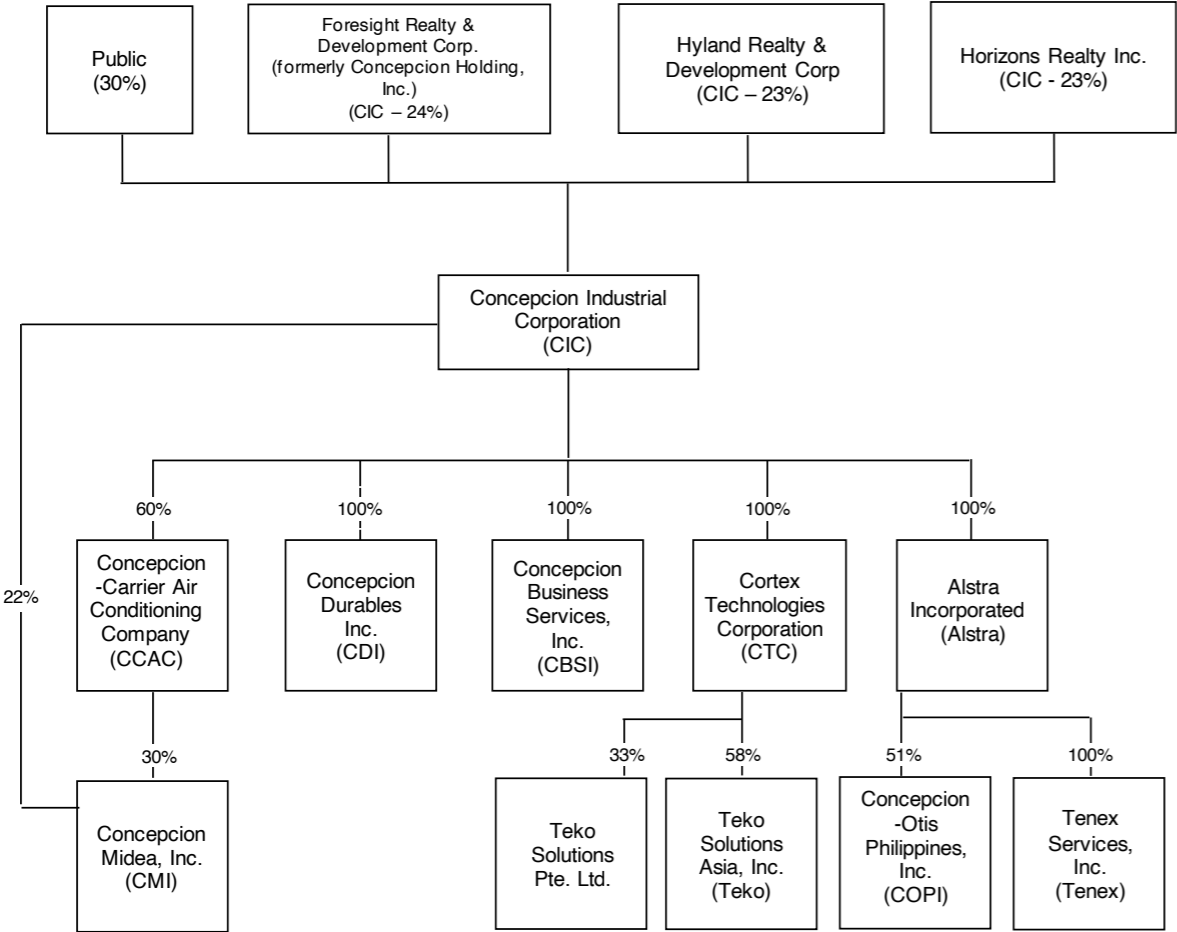 Public
(30%)
Foresight Realty &
Development Corp.
(formerly Concepcion Holding,
Inc.)
(CIC – 24%)
Hyland Realty &
Development Corp
(CIC – 23%)
Horizons Realty Inc.
(CIC - 23%)
Concepcion Industrial
Corporation
(CIC)
60%
100%
100%
100%
100%
22%
Concepcion
-Carrier Air
Conditioning
Company
(CCAC)
Concepcion
Durables
Inc.
(CDI)
Concepcion
Business
Services,
Inc.
(CBSI)
Cortex
Technologies
Corporation
(CTC)
Alstra
Incorporated
(Alstra)
30%
33%
58%
51%
100%
Concepcion
Midea, Inc.
(CMI)
Teko
Solutions
Pte. Ltd.
Teko
Solutions
Asia, Inc.
(Teko)
Concepcion
-Otis
Philippines,
Inc.
(COPI)
Tenex
Services,
Inc.
(Tenex)